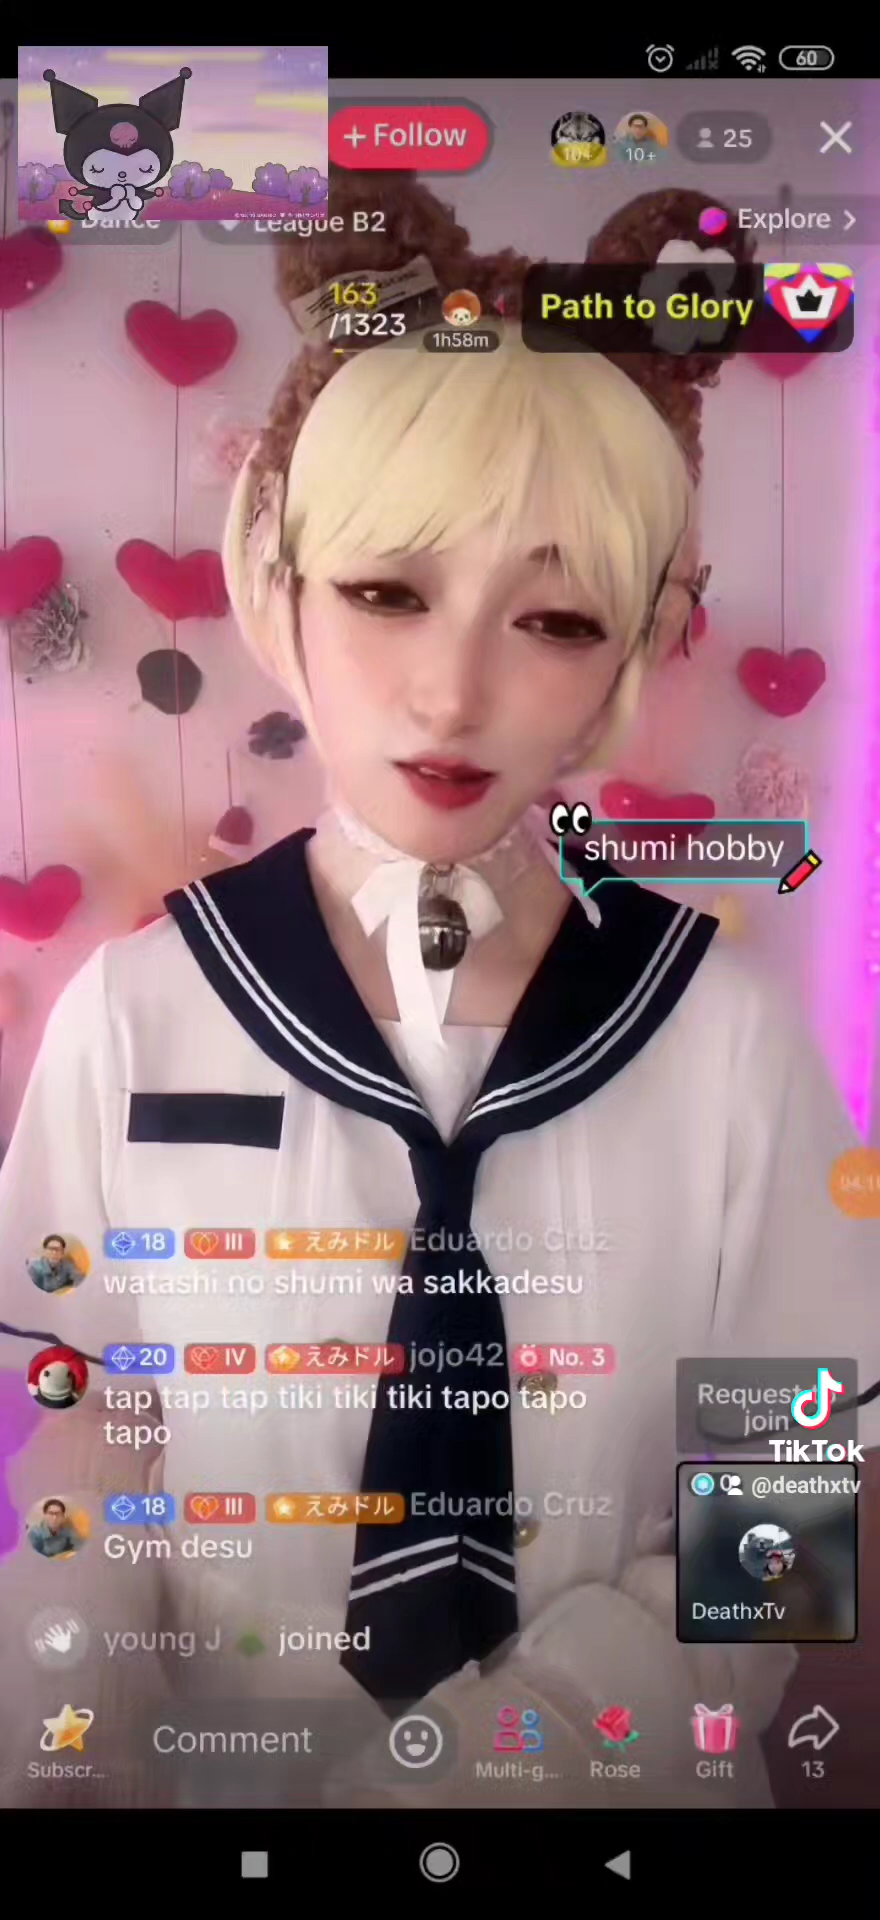 60
+ Follow
10+
10+
25
Dance
League B2
Explore
163
/1323
1h58m
Path to Glory
shumi hobby
18 III えみドル Eduardo Cruz
watashi no shumi wa sakkadesu
20 IV えみドル jojo42 No. 3
tap tap tap tiki tiki tiki tapo tapo
tapo
Request to
join
TikTok
@deathxtv
18 III えみドル Eduardo Cruz
Gym desu
DeathxTv
young J joined
Subscr...
Comment
Multi-g...
Rose
Gift
13